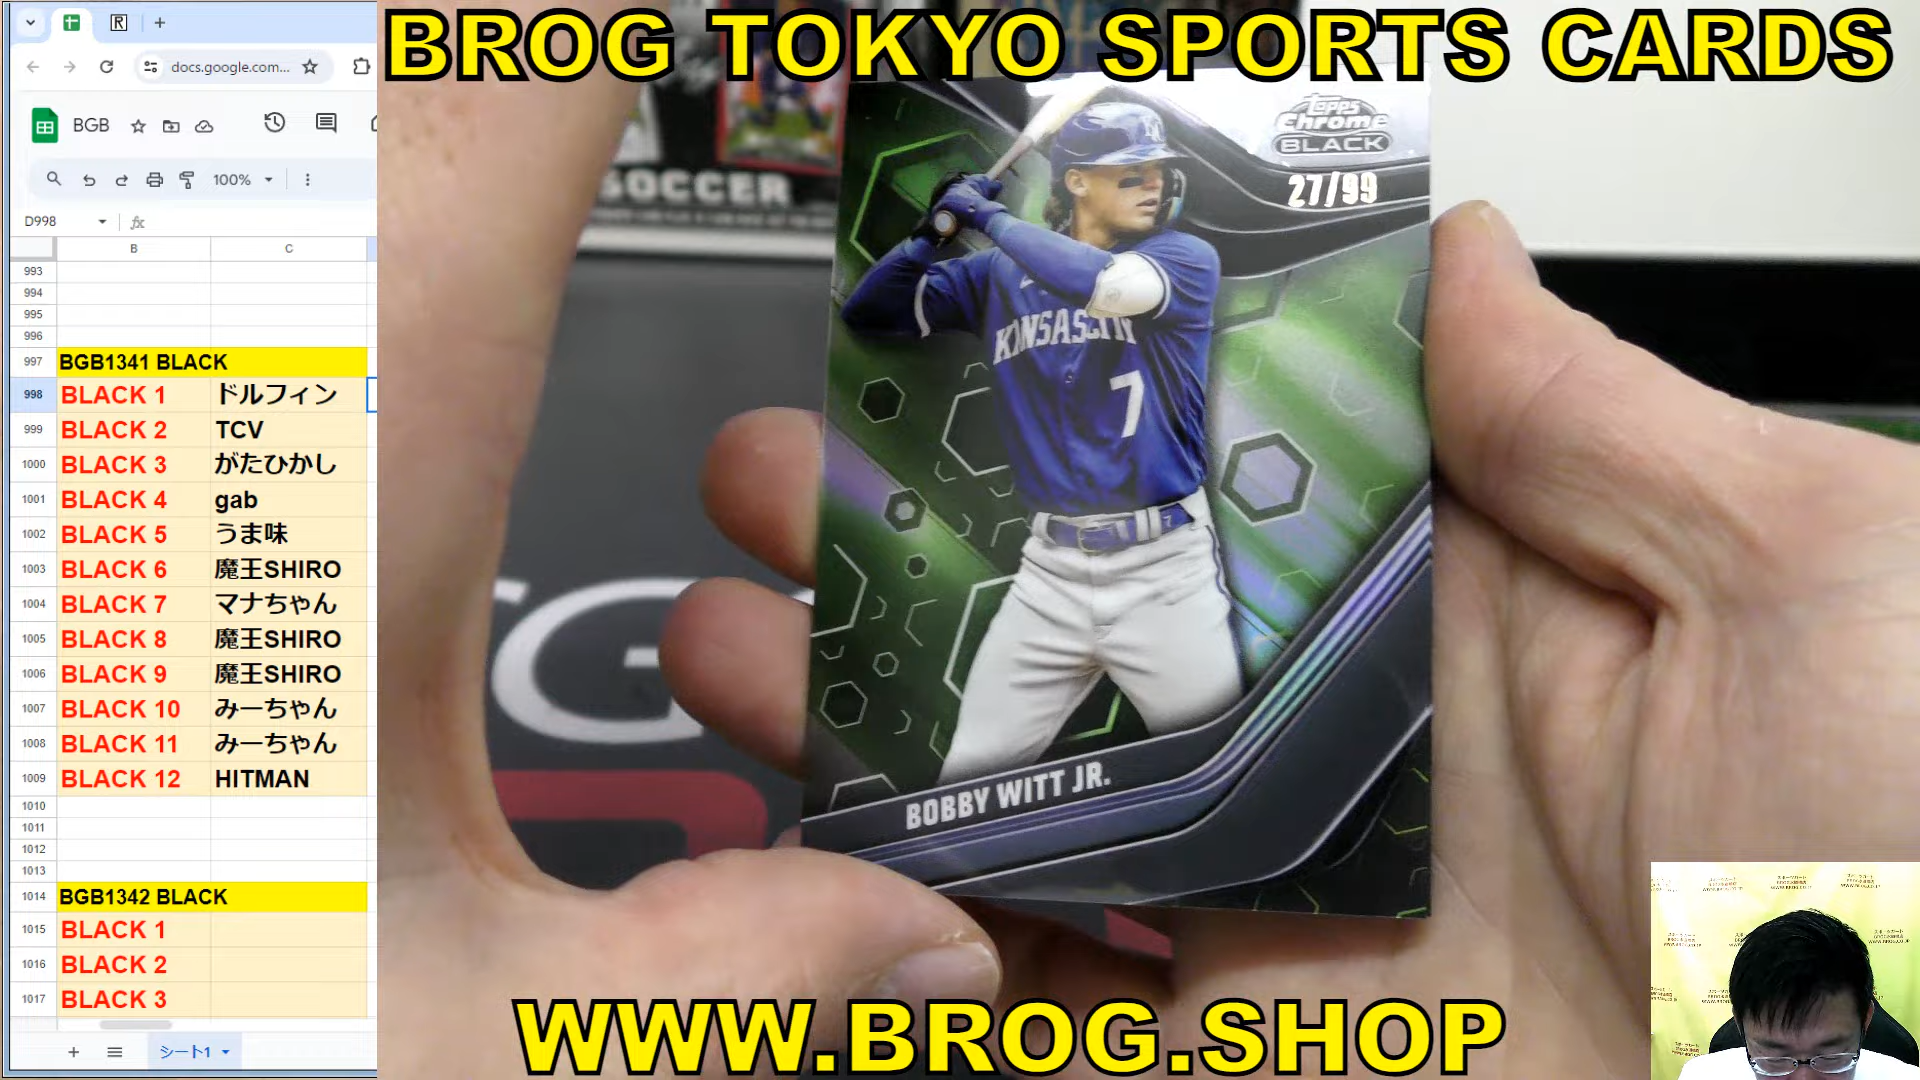 BROG TOKYO SPORTS CARDS
docs.google.com...
BGB
100%
D998
fx
B
C
993
994
995
996
997
BGB1341 BLACK
998
BLACK 1
ドルフィン
999
BLACK 2
TCV
1000
BLACK 3
がたひかし
1001
BLACK 4
gab
1002
BLACK 5
うま味
1003
BLACK 6
魔王SHIRO
1004
BLACK 7
マナちゃん
1005
BLACK 8
魔王SHIRO
1006
BLACK 9
魔王SHIRO
1007
BLACK 10
みーちゃん
1008
BLACK 11
みーちゃん
1009
BLACK 12
HITMAN
1010
1011
1012
1013
1014
BGB1342 BLACK
1015
BLACK 1
1016
BLACK 2
1017
BLACK 3
シート1
SOCCER
Topps
Chrome
BLACK
27/99
KANSAS CITY
7
BOBBY WITT JR.
WWW.BROG.SHOP